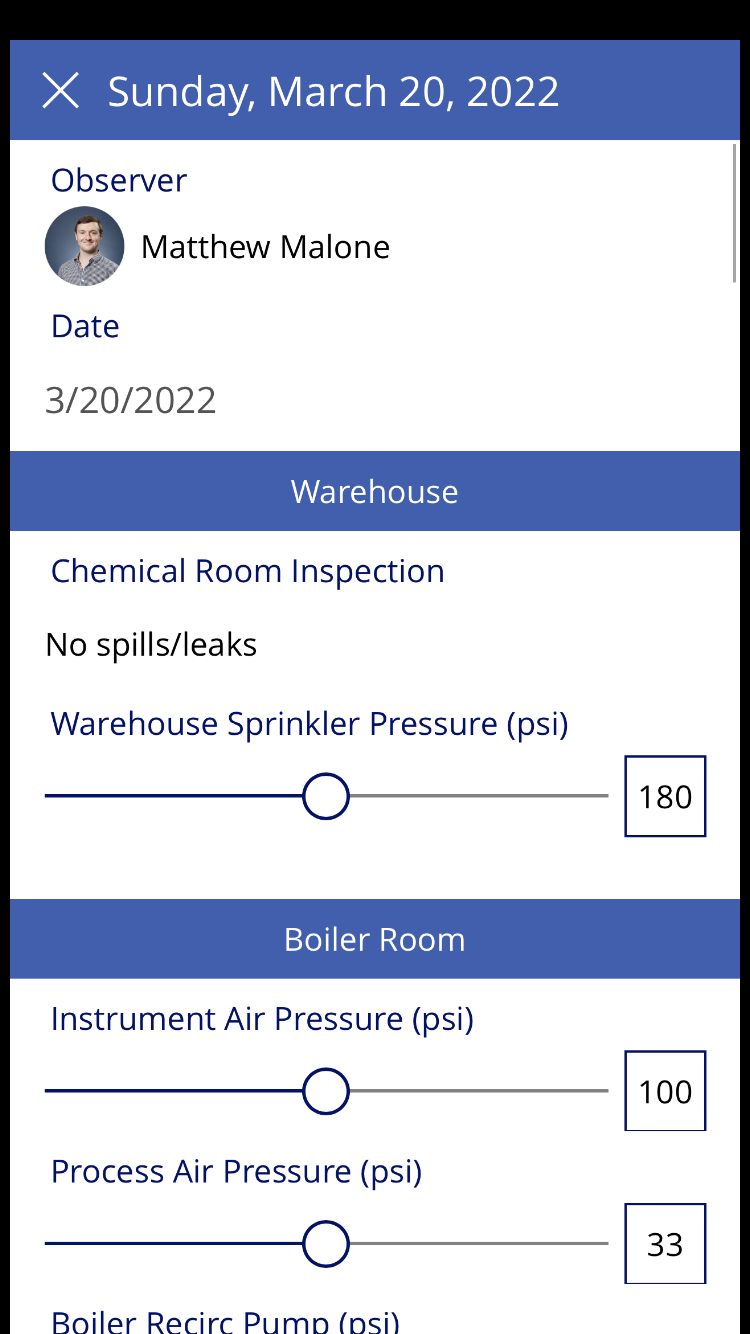 Sunday, March 20, 2022
Observer
Matthew Malone
Date
3/20/2022
Warehouse
Chemical Room Inspection
No spills/leaks
Warehouse Sprinkler Pressure (psi)
180
Boiler Room
Instrument Air Pressure (psi)
100
Process Air Pressure (psi)
33
Boiler Recirc Pump (psi)